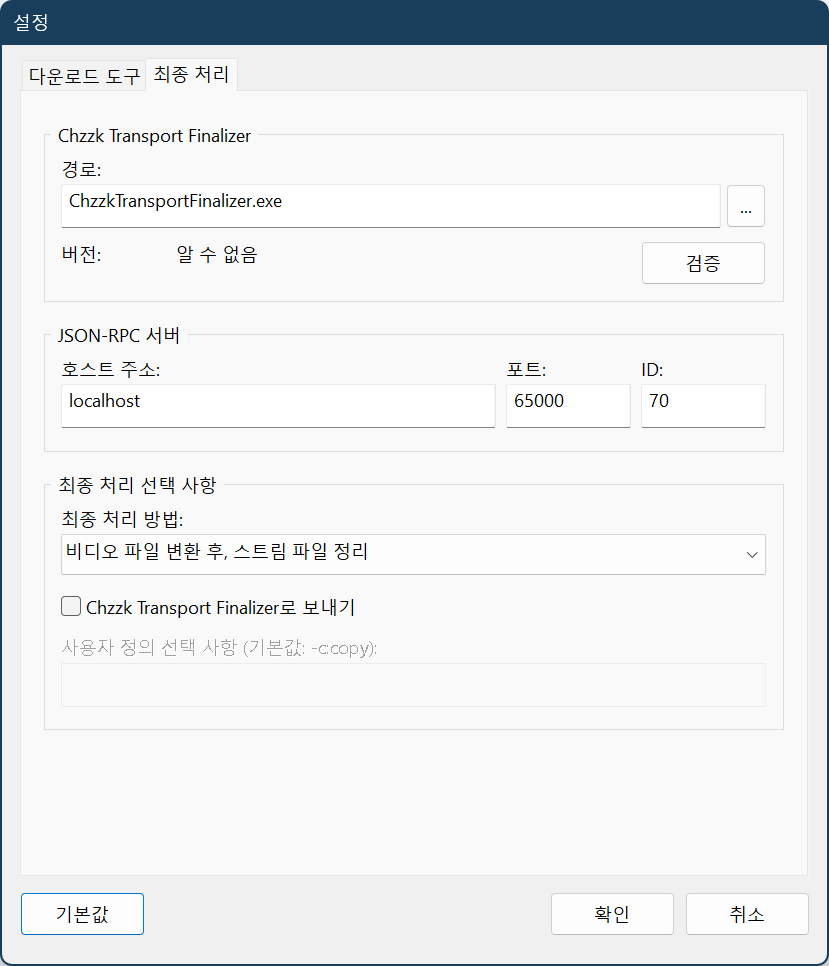 설정
다운로드 도구 최종 처리
Chzzk Transport Finalizer
경로:
ChzzkTransportFinalizer.exe ...
버전: 알 수 없음
검증
JSON-RPC 서버
호스트 주소: 포트: ID:
localhost 65000 70
최종 처리 선택 사항
최종 처리 방법:
비디오 파일 변환 후, 스트림 파일 정리
Chzzk Transport Finalizer로 보내기
사용자 정의 선택 사항 (기본값: -c:copy):
기본값 확인 취소